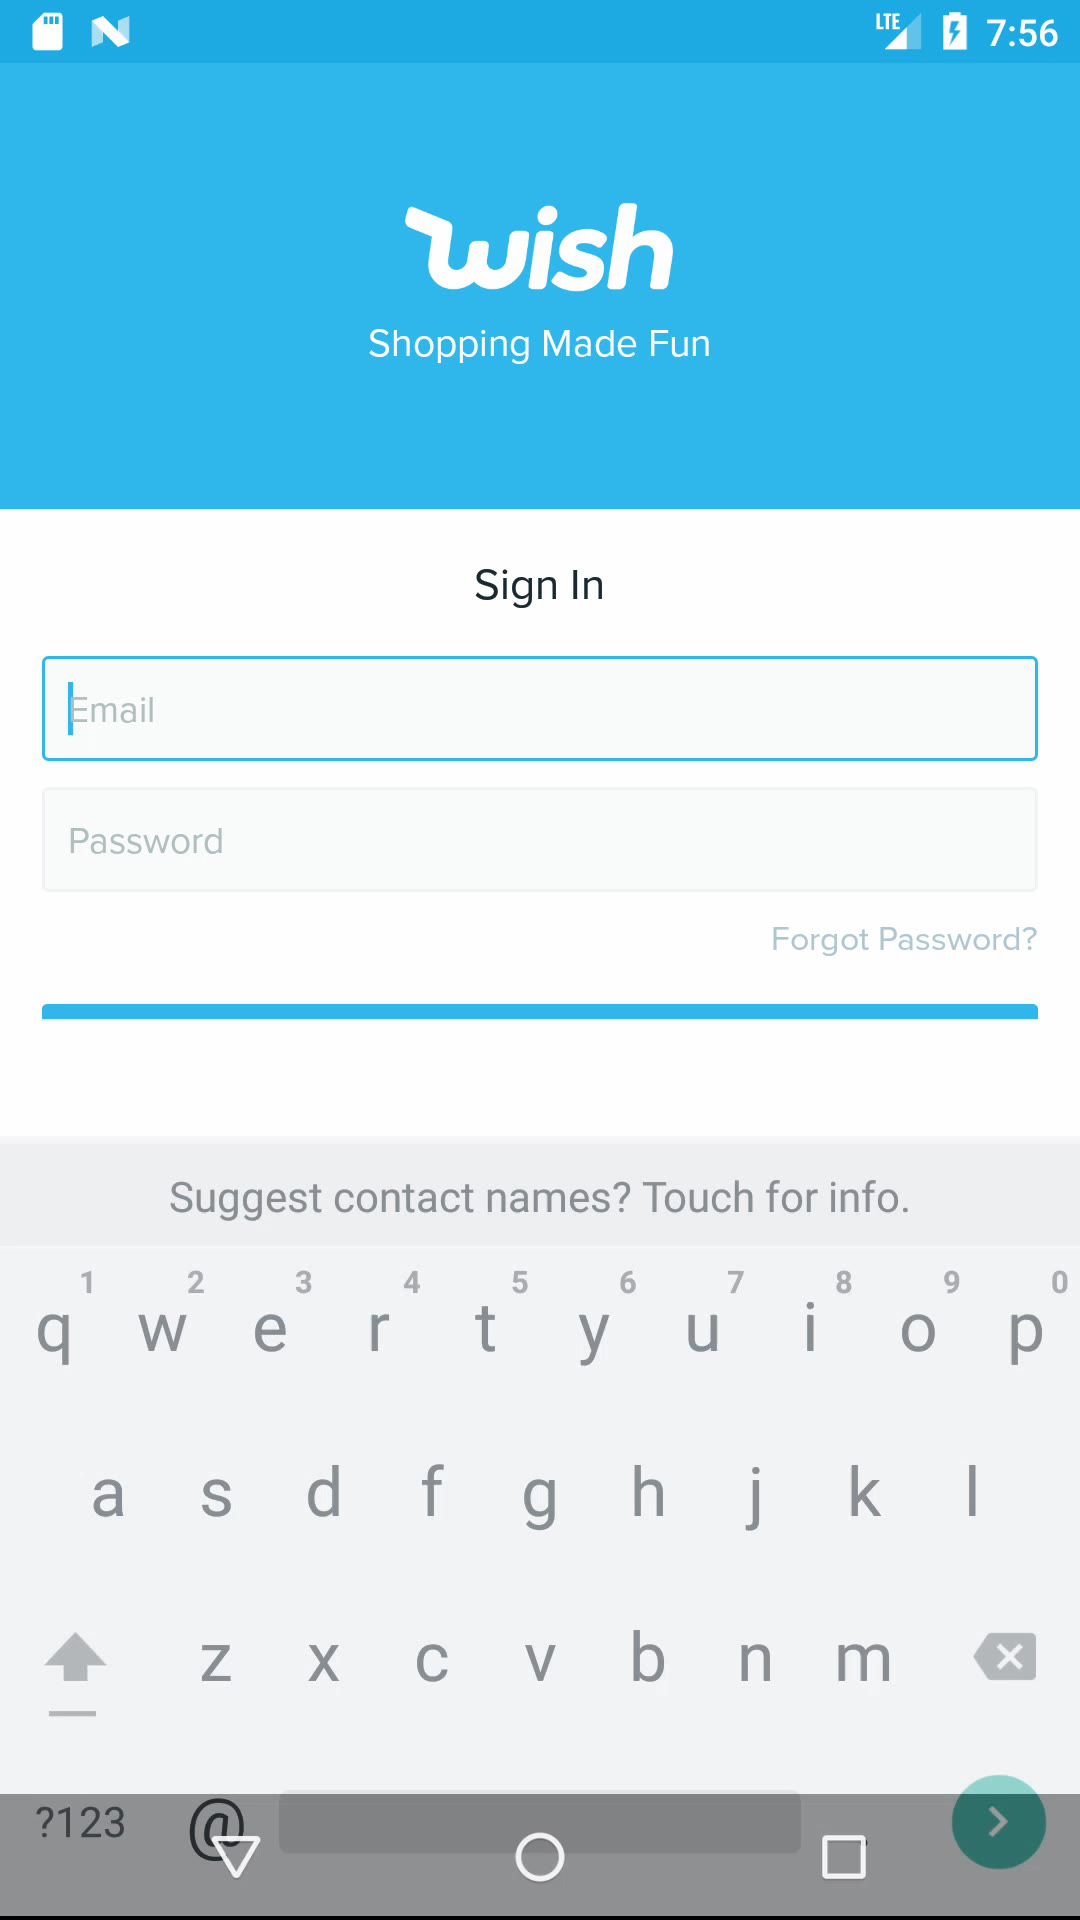 LTE 7:56
wish
Shopping Made Fun
Sign In
Email
Password
Forgot Password?
Suggest contact names? Touch for info.
1 2 3 4 5 6 7 8 9 0
q w e r t y u i o p
a s d f g h j k l
z x c v b n m
?123 @